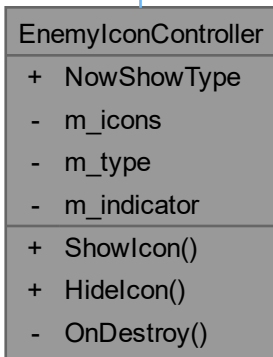 EnemyIconController
+ NowShowType
- m_icons
- m_type
- m_indicator
+ ShowIcon()
+ HideIcon()
- OnDestroy()